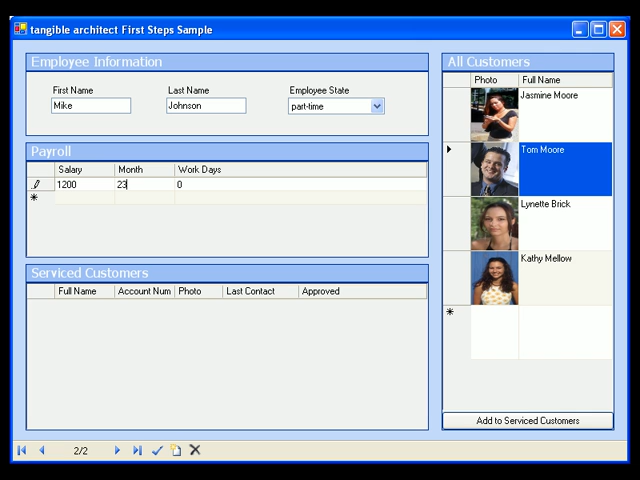 tangible architect First Steps Sample
Employee Information
First Name Last Name Employee State
Mike Johnson part-time
Payroll
Salary Month Work Days
1200 23 0
Serviced Customers
Full Name Account Num Photo Last Contact Approved
All Customers
Photo Full Name
Jasmine Moore
Tom Moore
Lynette Brick
Kathy Mellow
Add to Serviced Customers
2/2